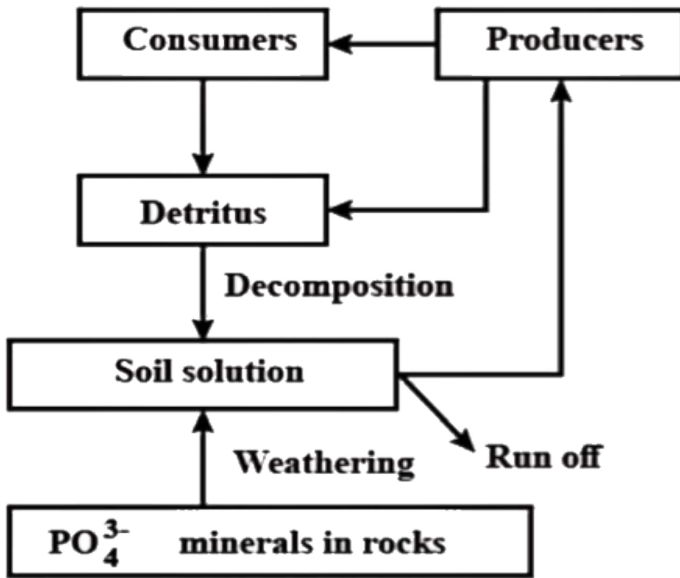 Consumers
Producers
Detritus
Decomposition
Soil solution
Run off
Weathering
PO₄³⁻ minerals in rocks